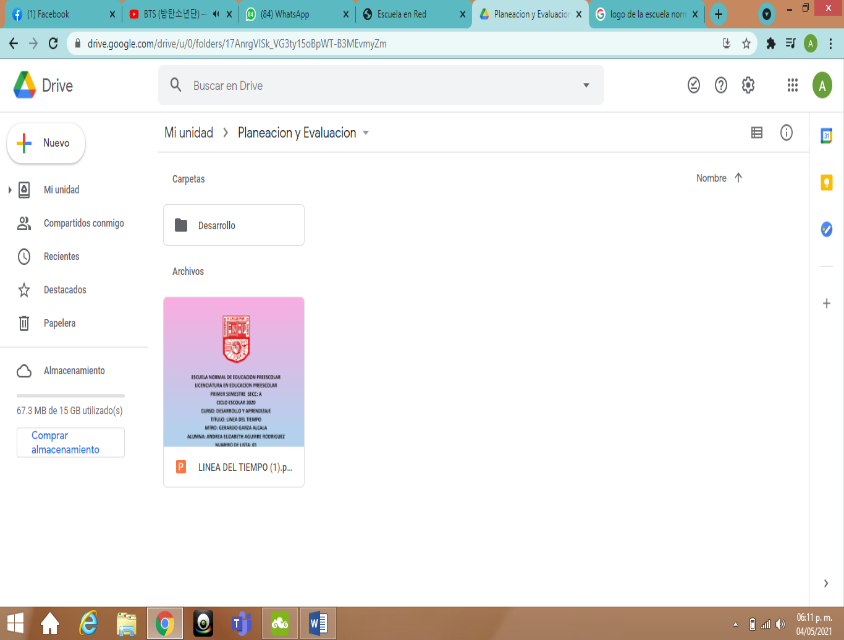 (1) Facebook
BTS (방탄소년단) –
(84) WhatsApp
Escuela en Red
Planeacion y Evaluacion
logo de la escuela norm
drive.google.com/drive/u/0/folders/17AnrgVlSk_VG3ty15oBpWT-B3MEvmyZm
A
Drive
Buscar en Drive
A
Nuevo
Mi unidad > Planeacion y Evaluacion
Mi unidad
Compartidos conmigo
Recientes
Destacados
Papelera
Almacenamiento
67.3 MB de 15 GB utilizado(s)
Comprar
almacenamiento
Carpetas
Nombre
Desarrollo
Archivos
ESCUELA NORMAL DE EDUCACION PREESCOLAR
LICENCIATURA EN EDUCACION PREESCOLAR
PRIMER SEMESTRE SECC: A
CICLO ESCOLAR 2020
CURSO: DESARROLLO Y APRENDIZAJE
TITULO: LINEA DEL TIEMPO
MTRO: GERARDO GARZA ALCALA
ALUMNA: ANDREA ELIZABETH AGUIRRE RODRIGUEZ
NUMERO DE LISTA: 02
P LINEA DEL TIEMPO (1).p...
31
06:11 p. m.
04/05/2021